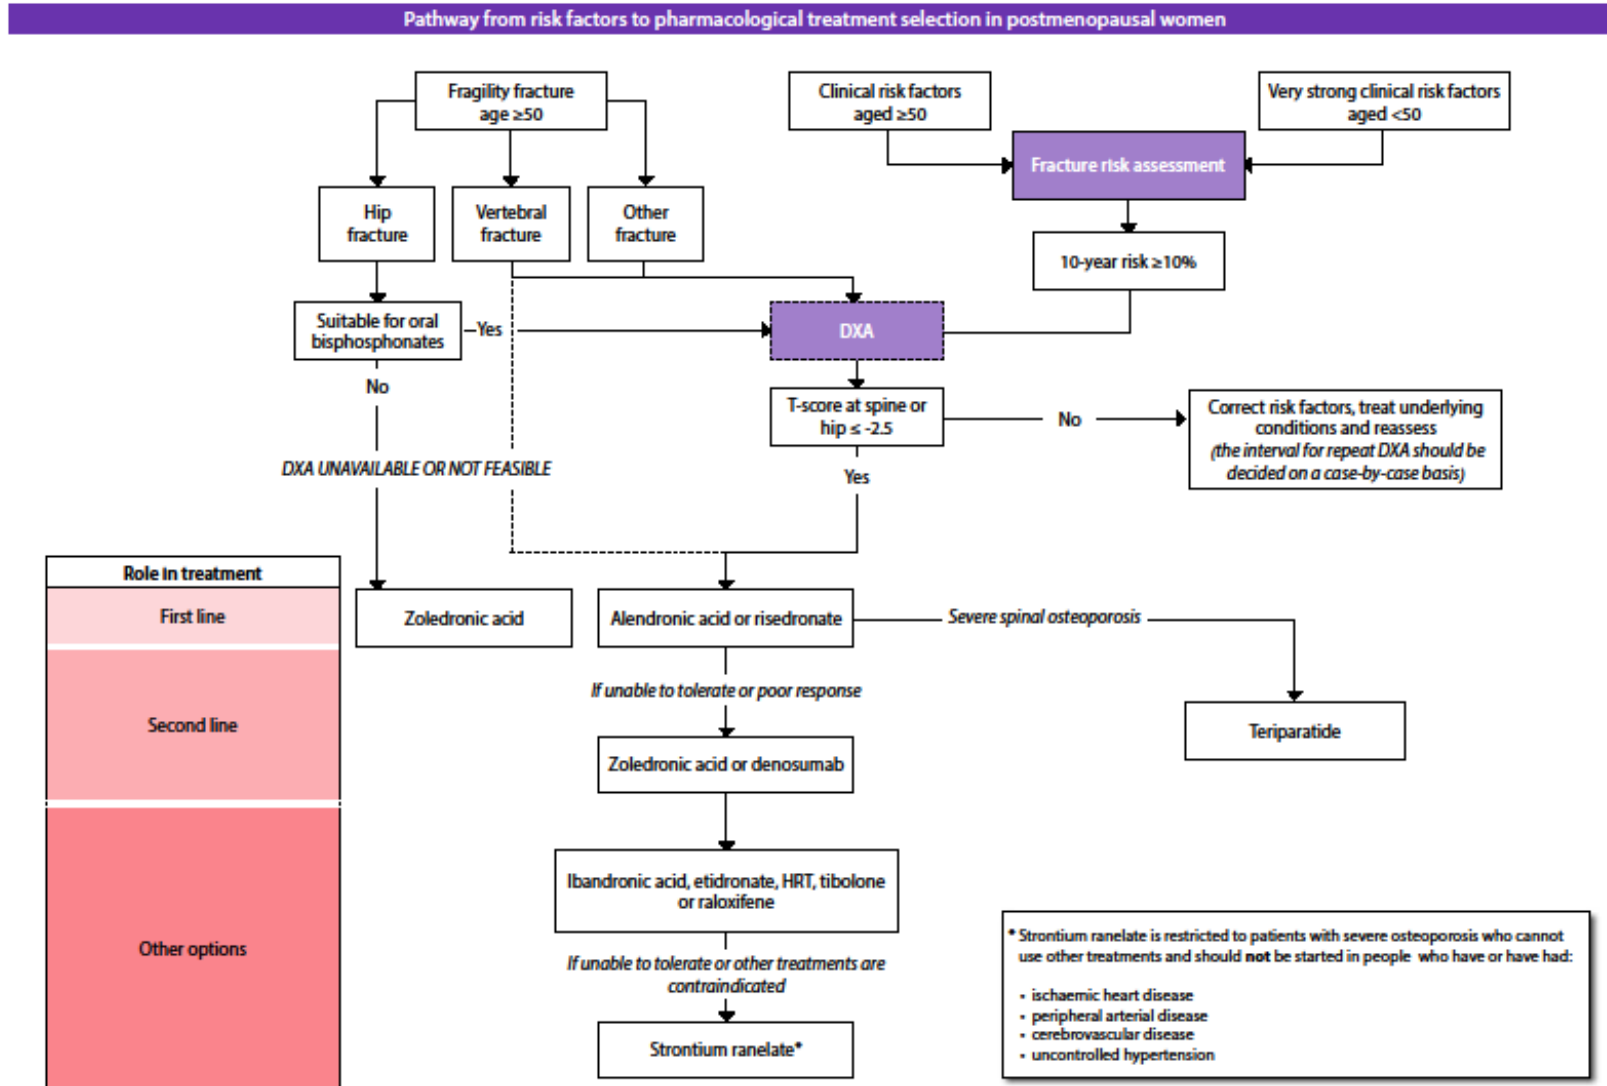 Pathway from risk factors to pharmacological treatment selection in postmenopausal women
Fragility fracture
age ≥50
Clinical risk factors
aged ≥50
Very strong clinical risk factors
aged <50
Fracture risk assessment
Hip
fracture
Vertebral
fracture
Other
fracture
10-year risk ≥10%
Suitable for oral
bisphosphonates
Yes
DXA
No
T-score at spine or
hip ≤ -2.5
No
Correct risk factors, treat underlying
conditions and reassess
(the interval for repeat DXA should be
decided on a case-by-case basis)
DXA UNAVAILABLE OR NOT FEASIBLE
Yes
Role in treatment
First line
Zoledronic acid
Alendronic acid or risedronate
Severe spinal osteoporosis
If unable to tolerate or poor response
Second line
Teriparatide
Zoledronic acid or denosumab
Ibandronic acid, etidronate, HRT, tibolone
or raloxifene
Other options
If unable to tolerate or other treatments are
contraindicated
Strontium ranelate*
* Strontium ranelate is restricted to patients with severe osteoporosis who cannot
use other treatments and should not be started in people who have or have had:
• ischaemic heart disease
• peripheral arterial disease
• cerebrovascular disease
• uncontrolled hypertension